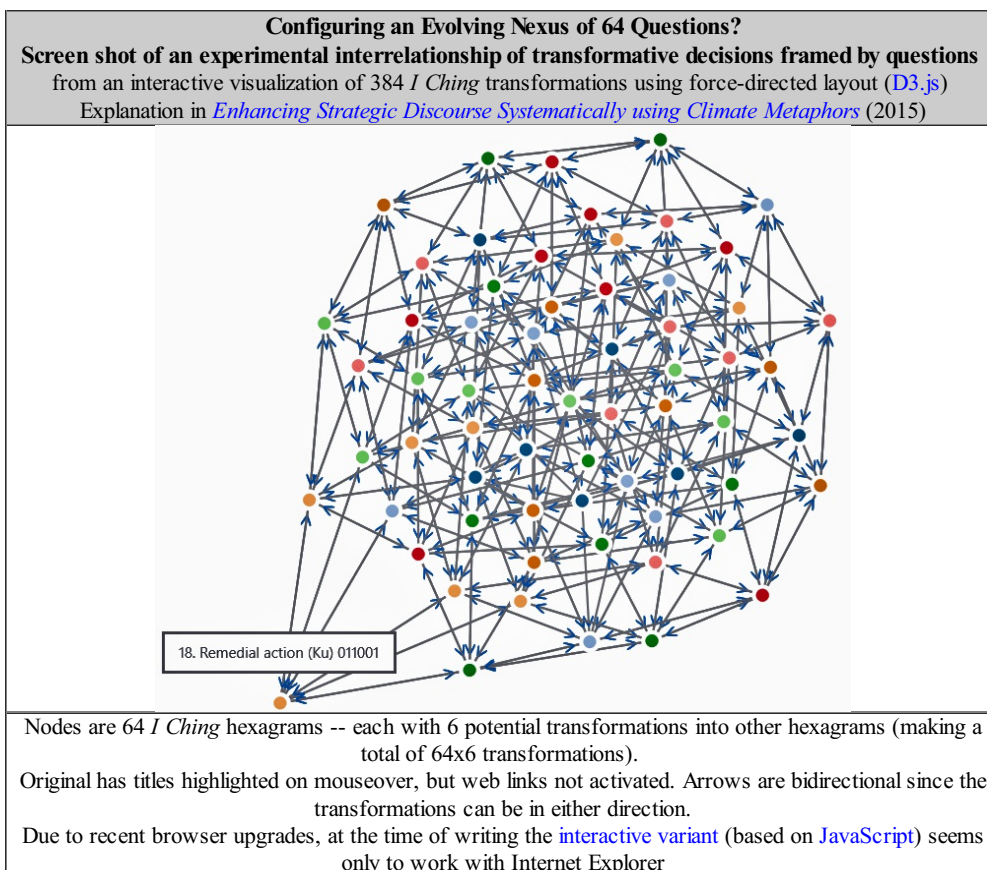 Configuring an Evolving Nexus of 64 Questions?
Screen shot of an experimental interrelationship of transformative decisions framed by questions
from an interactive visualization of 384 I Ching transformations using force-directed layout (D3.js)
Explanation in Enhancing Strategic Discourse Systematically using Climate Metaphors (2015)
18. Remedial action (Ku) 011001
Nodes are 64 I Ching hexagrams -- each with 6 potential transformations into other hexagrams (making a
total of 64x6 transformations).
Original has titles highlighted on mouseover, but web links not activated. Arrows are bidirectional since the
transformations can be in either direction.
Due to recent browser upgrades, at the time of writing the interactive variant (based on JavaScript) seems
only to work with Internet Explorer